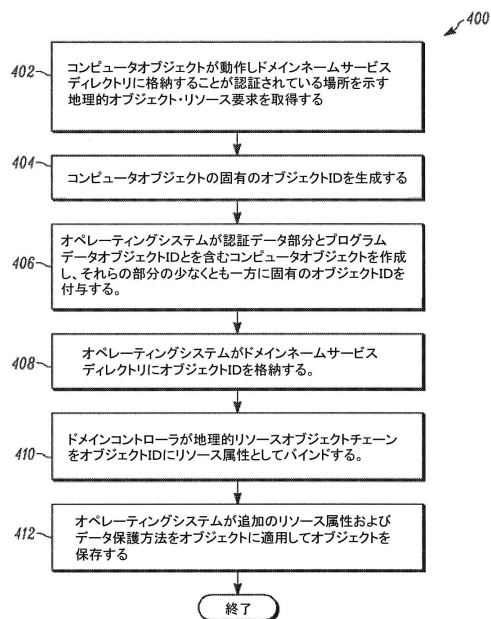 400
402
コンピュータオブジェクトが動作しドメインネームサービス
ディレクトリに格納することが認証されている場所を示す
地理的オブジェクト・リソース要求を取得する
404
コンピュータオブジェクトの固有のオブジェクトIDを生成する
406
オペレーティングシステムが認証データ部分とプログラム
データオブジェクトIDとを含むコンピュータオブジェクトを作成
し、それらの部分の少なくとも一方に固有のオブジェクトIDを
付与する。
408
オペレーティングシステムがドメインネームサービス
ディレクトリにオブジェクトIDを格納する。
410
ドメインコントローラが地理的リソースオブジェクトチェーン
をオブジェクトIDにリソース属性としてバインドする。
412
オペレーティングシステムが追加のリソース属性および
データ保護方法をオブジェクトに適用してオブジェクトを
保存する
終了